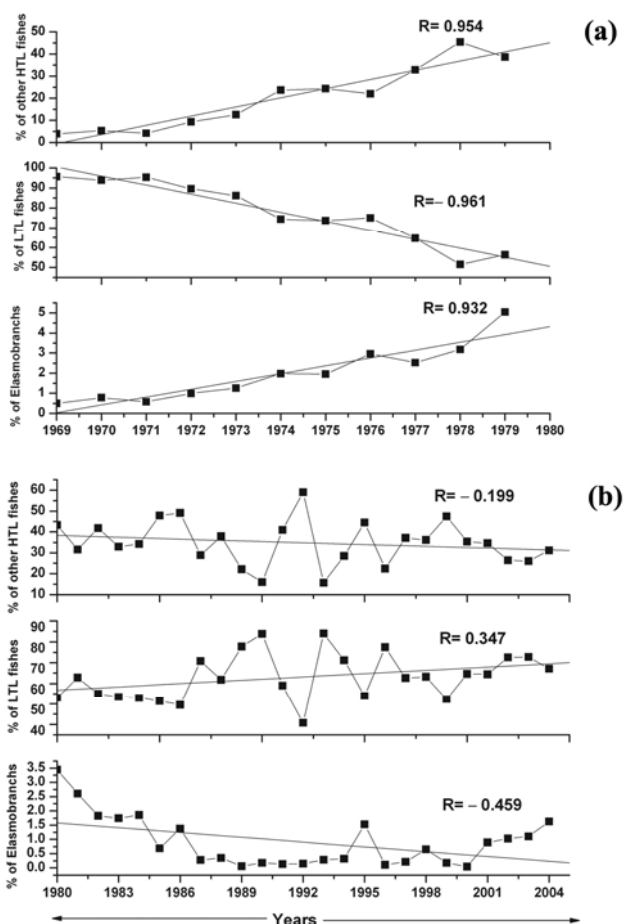 (a)
R= 0.954
% of other HTL fishes
50
40
30
20
10
0
R=– 0.961
% of LTL fishes
100
90
80
70
60
50
R= 0.932
% of Elasmobranchs
5
4
3
2
1
0
1969 1970 1971 1972 1973 1974 1975 1976 1977 1978 1979 1980
(b)
R= – 0.199
% of other HTL fishes
60
50
40
30
20
10
R= 0.347
% of LTL fishes
90
80
70
60
50
40
R= – 0.459
% of Elasmobranchs
3.5
3.0
2.5
2.0
1.5
1.0
0.5
0.0
1980 1983 1986 1989 1992 1995 1998 2001 2004
Years